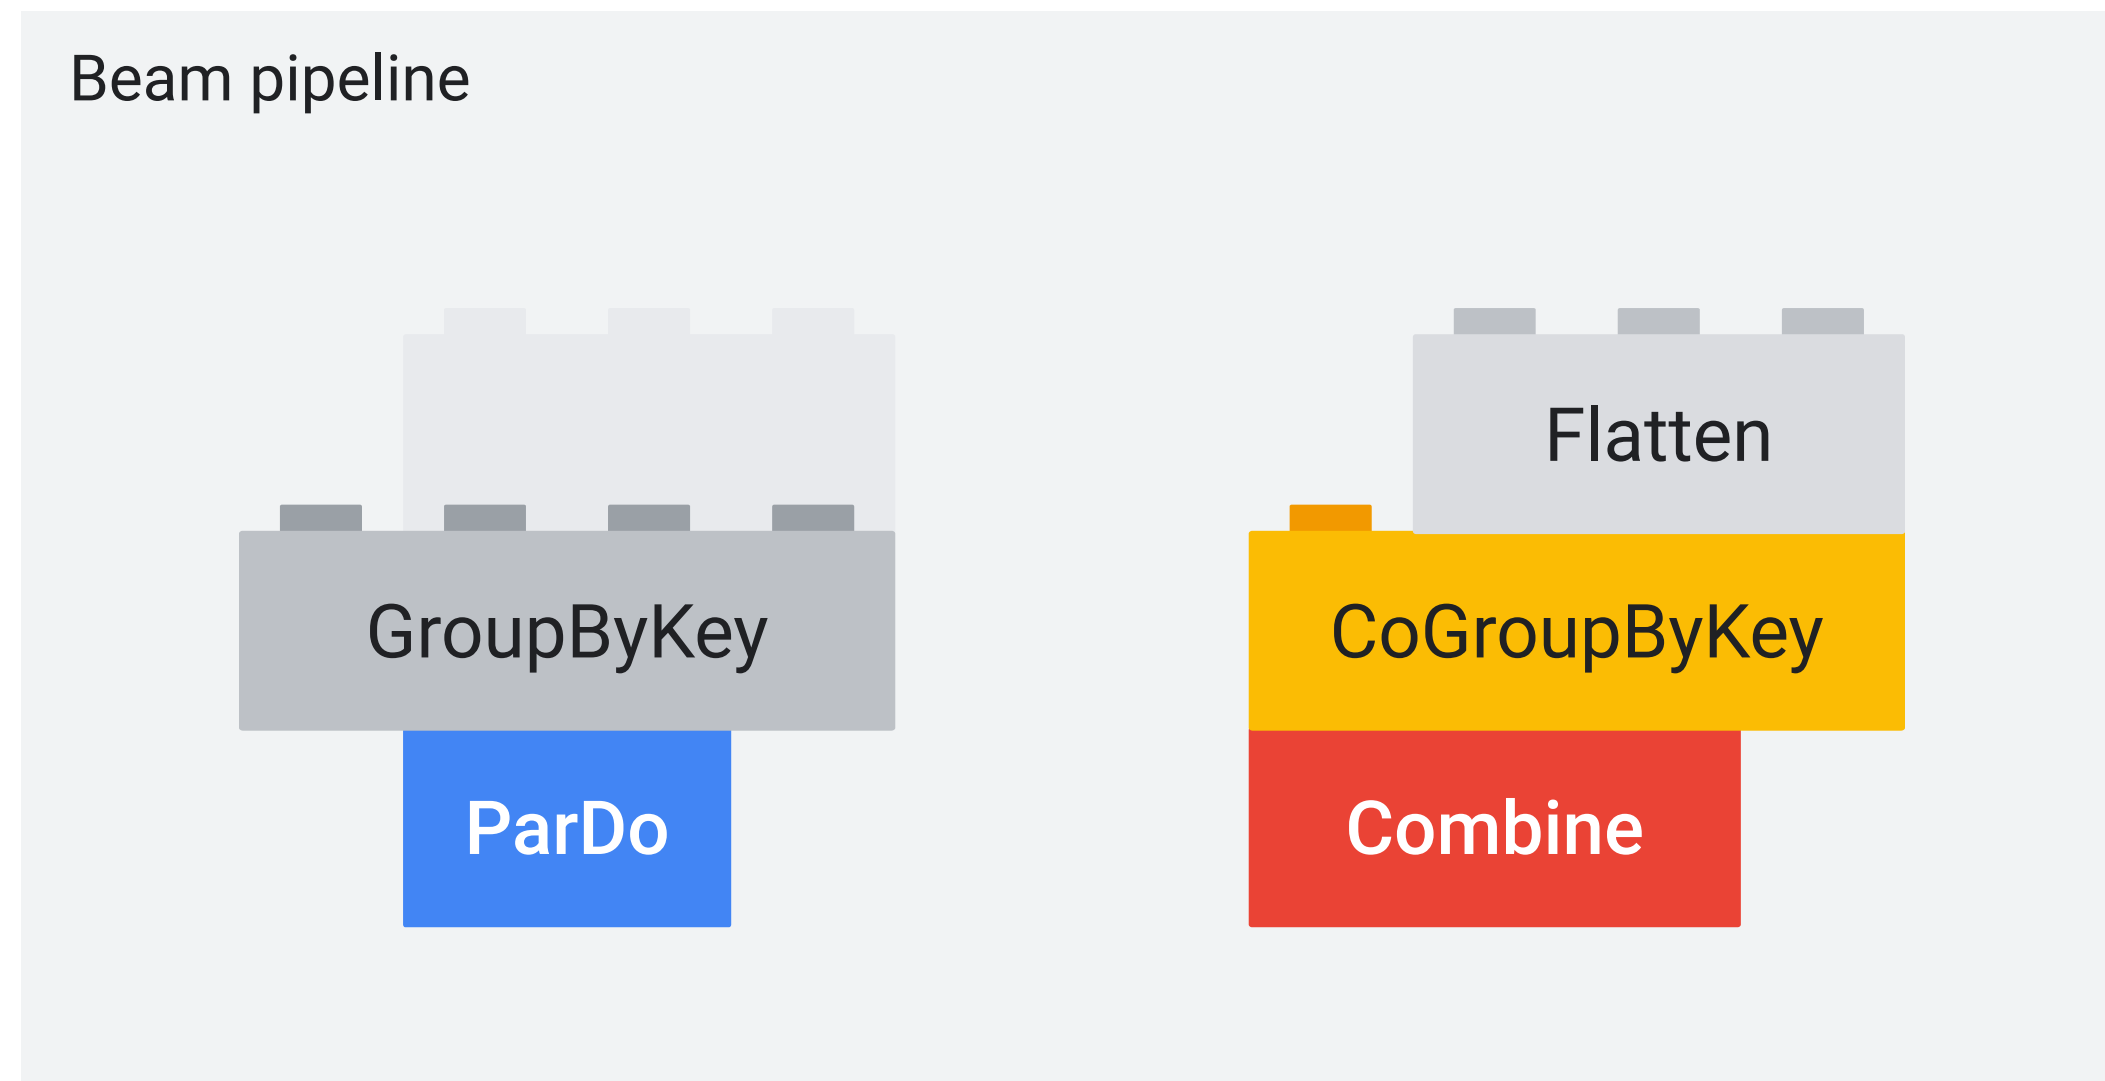 Beam pipeline
Flatten
GroupByKey
CoGroupByKey
ParDo
Combine